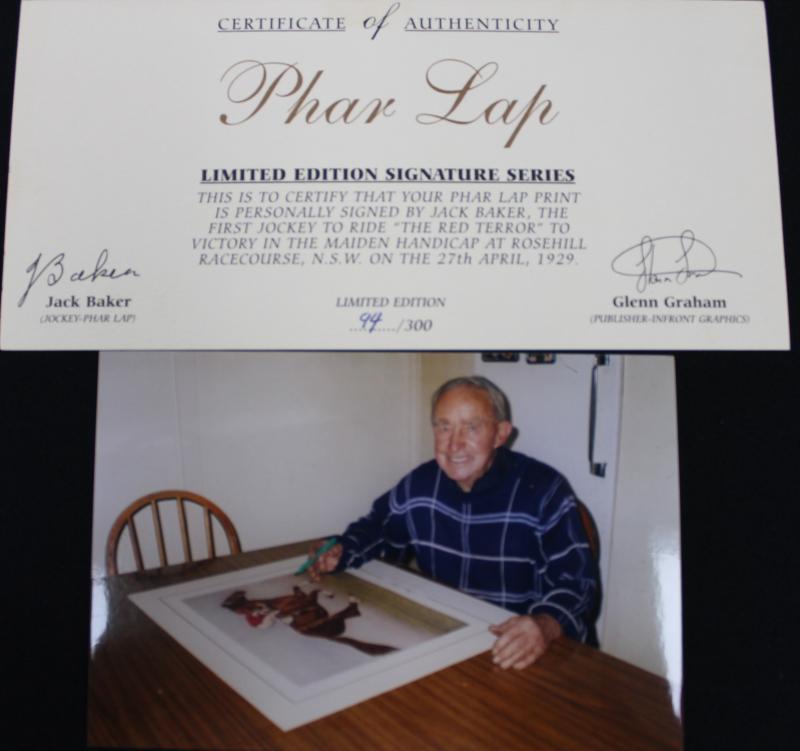 CERTIFICATE of AUTHENTICITY
Phar Lap
LIMITED EDITION SIGNATURE SERIES
THIS IS TO CERTIFY THAT YOUR PHAR LAP PRINT
IS PERSONALLY SIGNED BY JACK BAKER, THE
FIRST JOCKEY TO RIDE "THE RED TERROR" TO
VICTORY IN THE MAIDEN HANDICAP AT ROSEHILL
RACECOURSE, N.S.W. ON THE 27th APRIL, 1929.
JBaken
Jack Baker
(JOCKEY-PHAR LAP)
LIMITED EDITION
...94..../300
Glenn Graham
(PUBLISHER-INFRONT GRAPHICS)